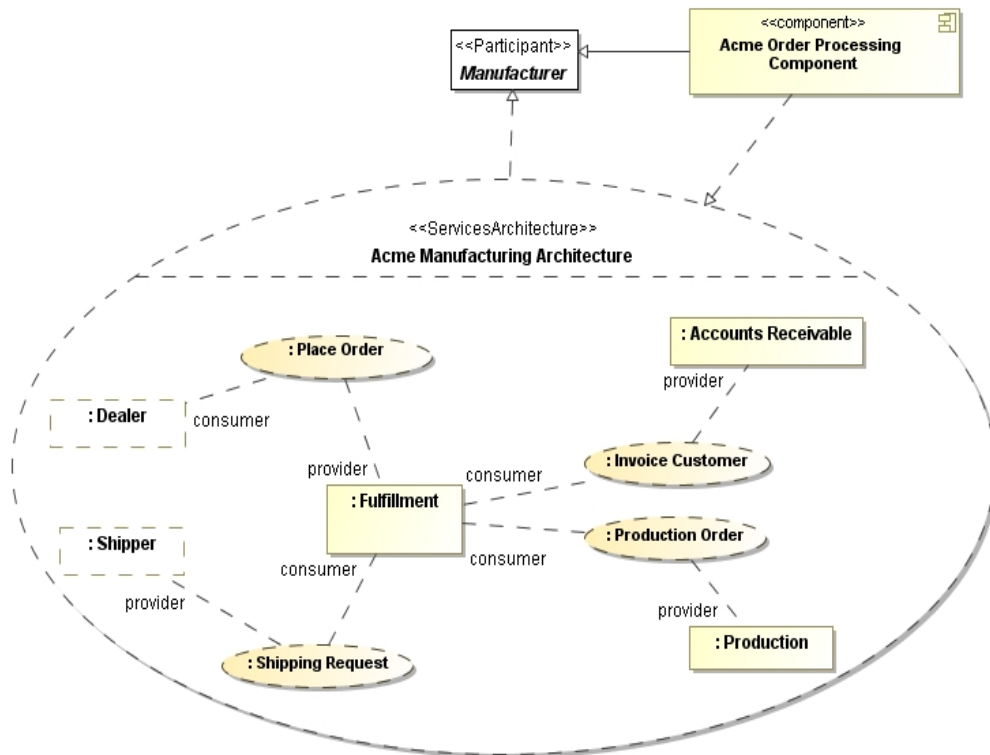 <<component>>
Acme Order Processing
Component
<<Participant>>
Manufacturer
<<ServicesArchitecture>>
Acme Manufacturing Architecture
: Accounts Receivable
: Place Order
provider
: Dealer
consumer
: Invoice Customer
provider
consumer
: Fulfillment
: Production Order
: Shipper
consumer
consumer
provider
provider
: Production
: Shipping Request